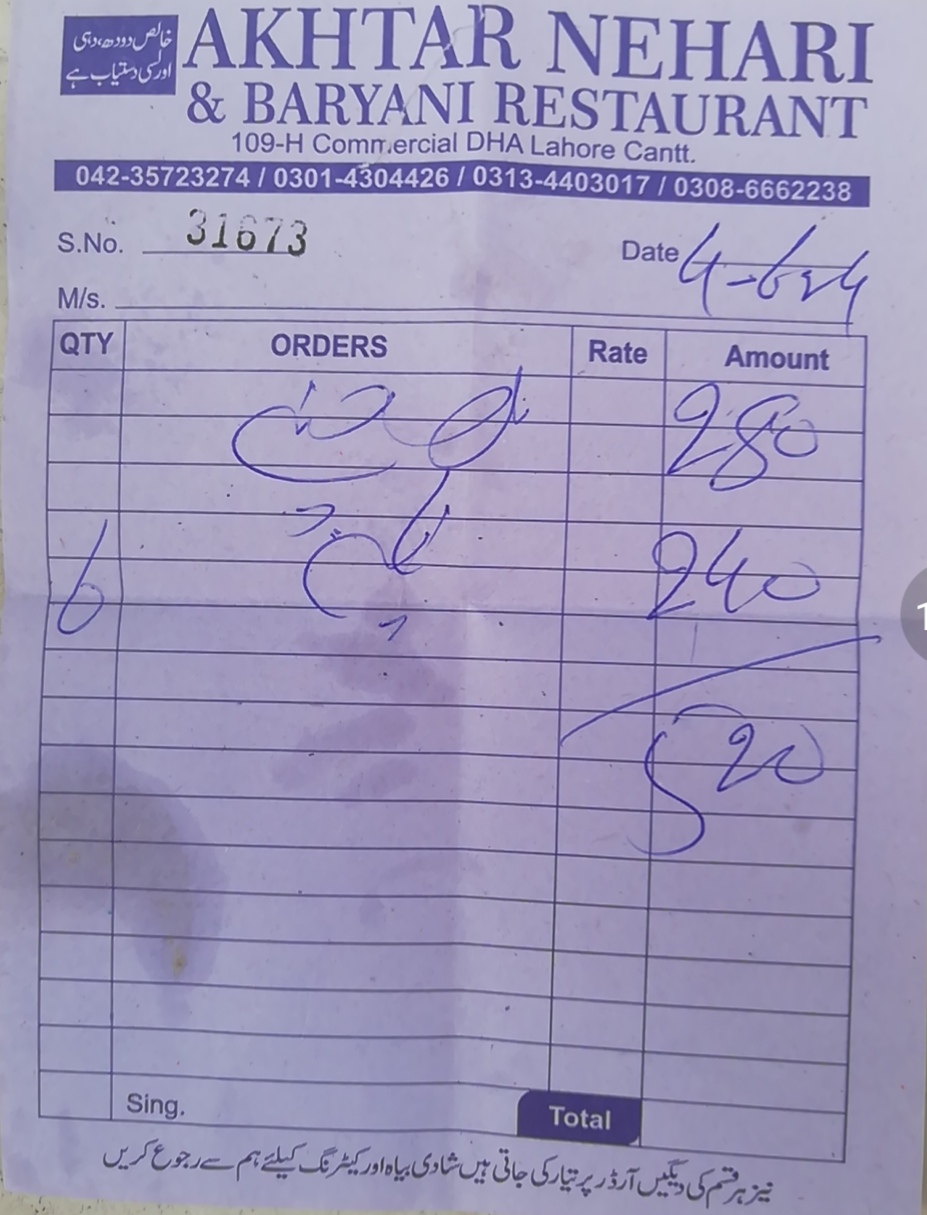 خالص دودھ، دہی
اور لسی دستیاب ہے
AKHTAR NEHARI
& BARYANI RESTAURANT
109-H Commercial DHA Lahore Cantt.
042-35723274 / 0301-4304426 / 0313-4403017 / 0308-6662238
S.No. 31673
Date 4-6-24
M/s.
QTY ORDERS Rate Amount
280
6 240
520
Sing. Total
نیز ہر قسم کی دیگیں آرڈر پر تیار کی جاتی ہیں شادی بیاہ اور کیٹرنگ کیلئے ہم سے رجوع کریں